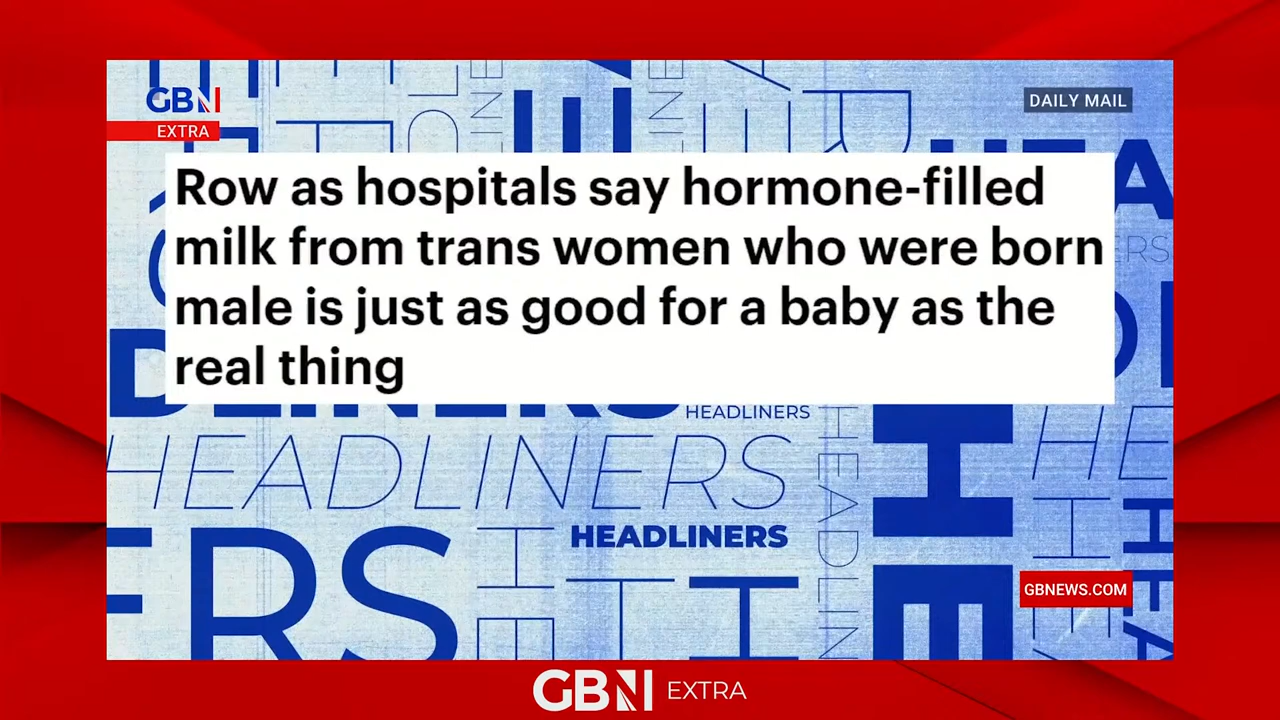 GBN
EXTRA
DAILY MAIL
Row as hospitals say hormone-filled
milk from trans women who were born
male is just as good for a baby as the
real thing
HEADLINERS
HEADLINERS
HEADLINERS
HEADLINERS
GBNEWS.COM
GBN EXTRA